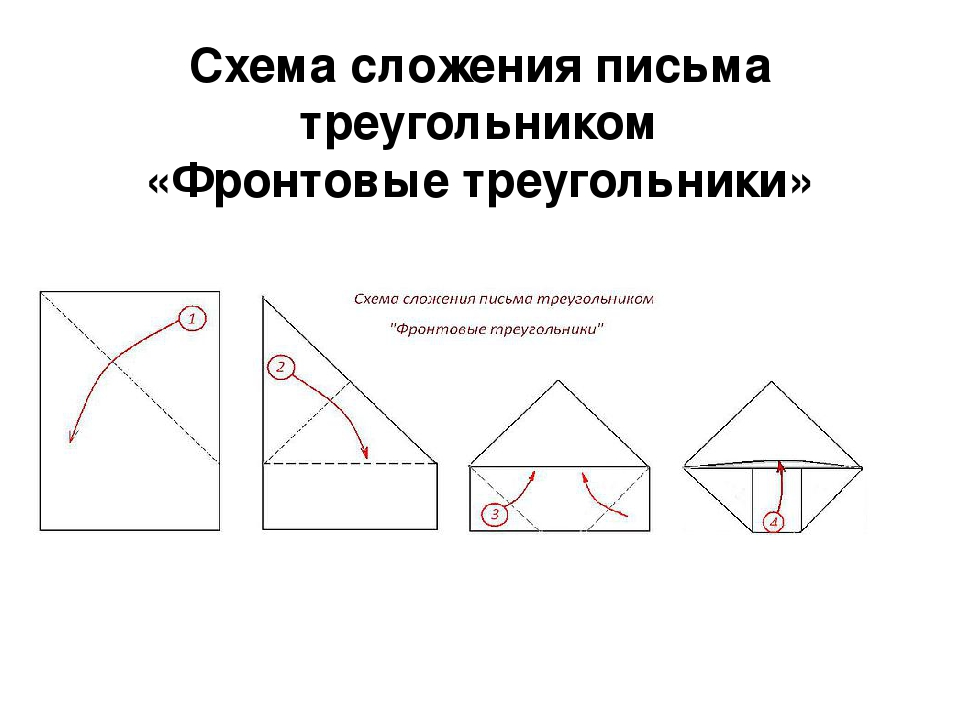 Схема сложения письма
треугольником
«Фронтовые треугольники»
Схема сложения письма треугольником
"Фронтовые треугольники"
1
2
3
4